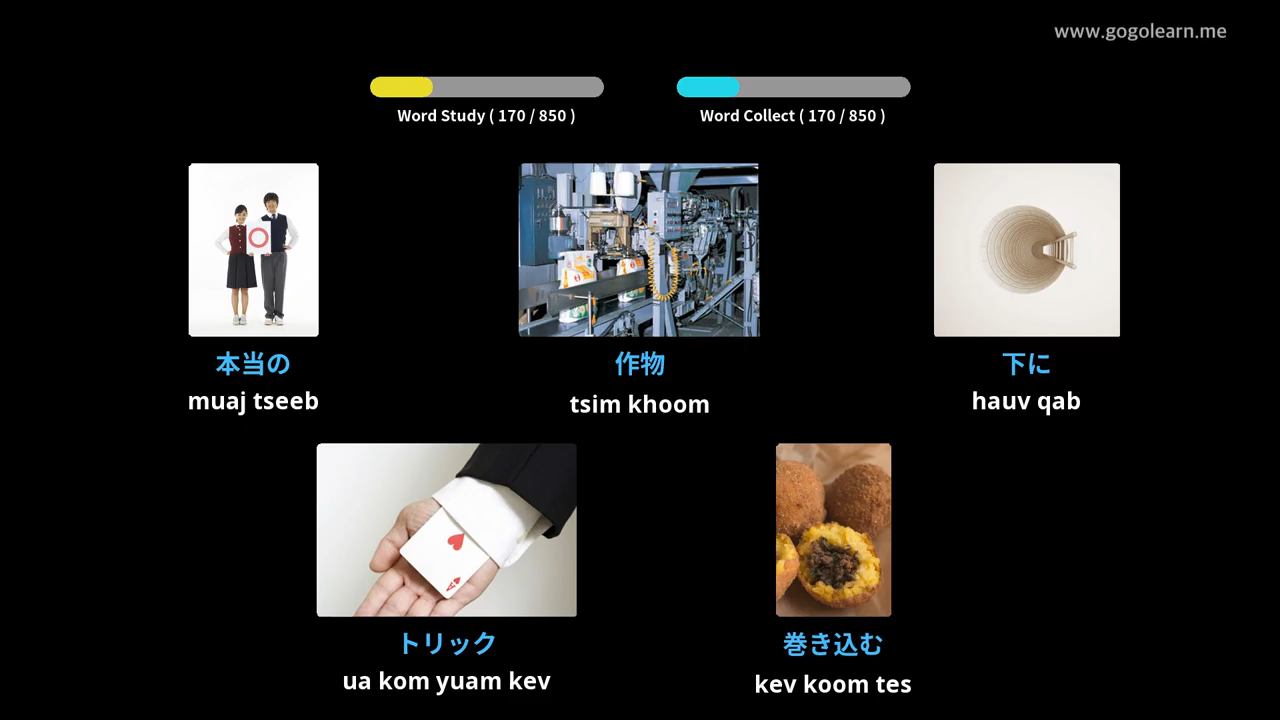 www.gogolearn.me
Word Study ( 170 / 850 )
Word Collect ( 170 / 850 )
本当の
muaj tseeb
作物
tsim khoom
下に
hauv qab
トリック
ua kom yuam kev
巻き込む
kev koom tes